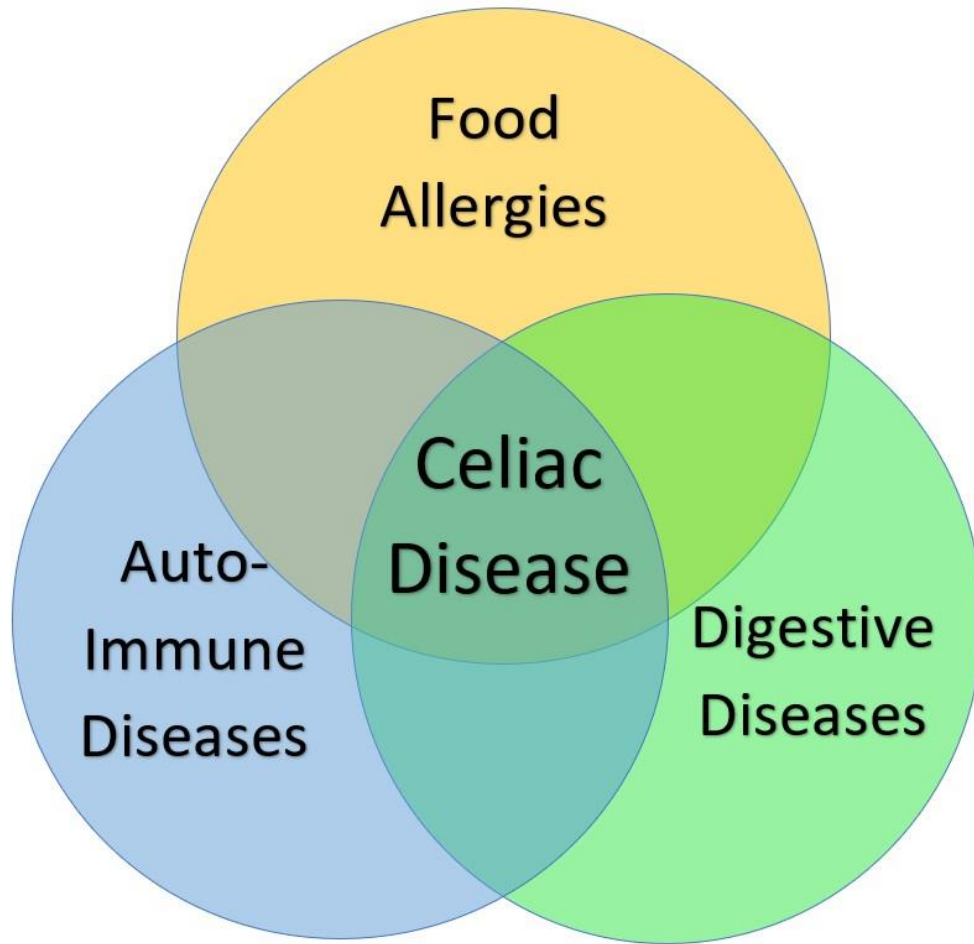 Food
Allergies
Celiac
Disease
Auto-
Immune
Diseases
Digestive
Diseases